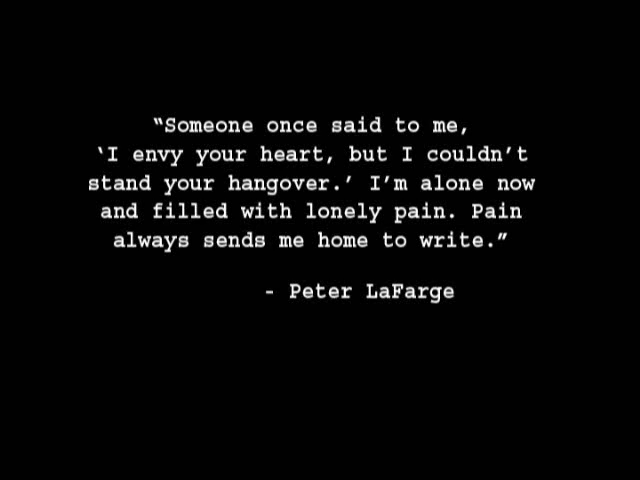 “Someone once said to me,
‘I envy your heart, but I couldn’t
stand your hangover.’ I’m alone now
and filled with lonely pain. Pain
always sends me home to write.”
- Peter LaFarge